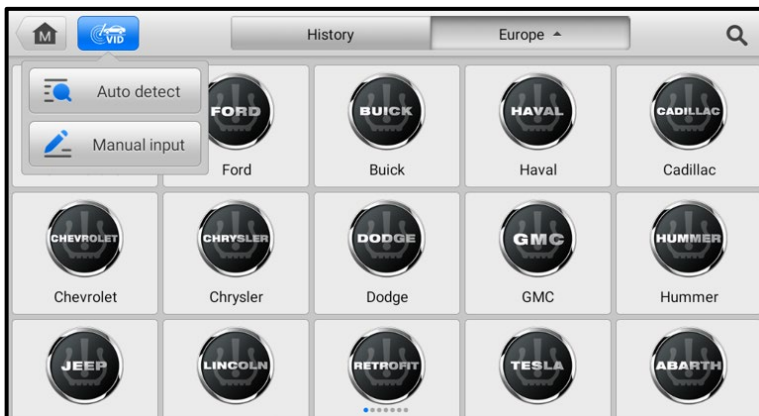 M
VID
History
Europe
Auto detect
Manual input
FORD
BUICK
HAVAL
CADILLAC
Ford
Buick
Haval
Cadillac
CHEVROLET
CHRYSLER
DODGE
GMC
HUMMER
Chevrolet
Chrysler
Dodge
GMC
Hummer
JEEP
LINCOLN
RETROFIT
TESLA
ABARTH